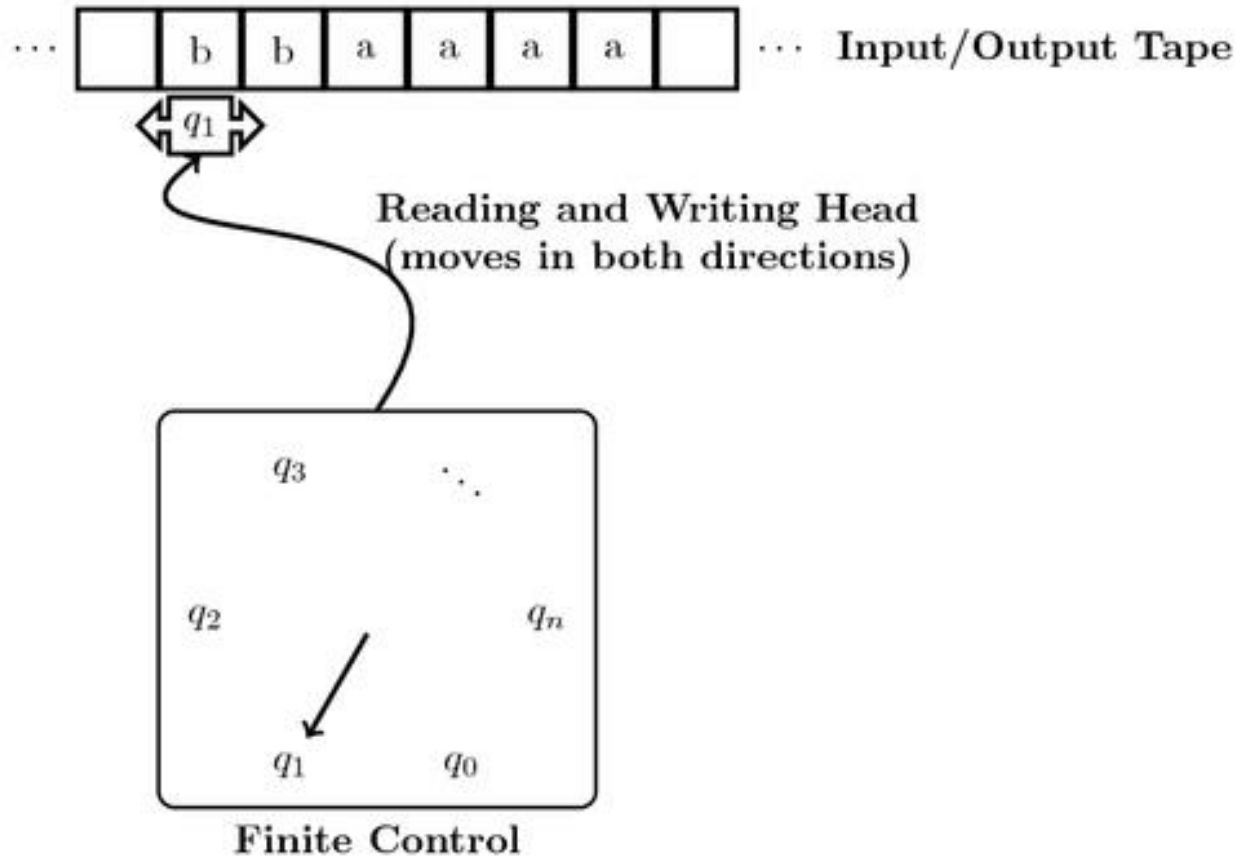 ... b b a a a a ... Input/Output Tape
q₁
Reading and Writing Head
(moves in both directions)
q₃ ⋱
q₂ qₙ
q₁ q₀
Finite Control